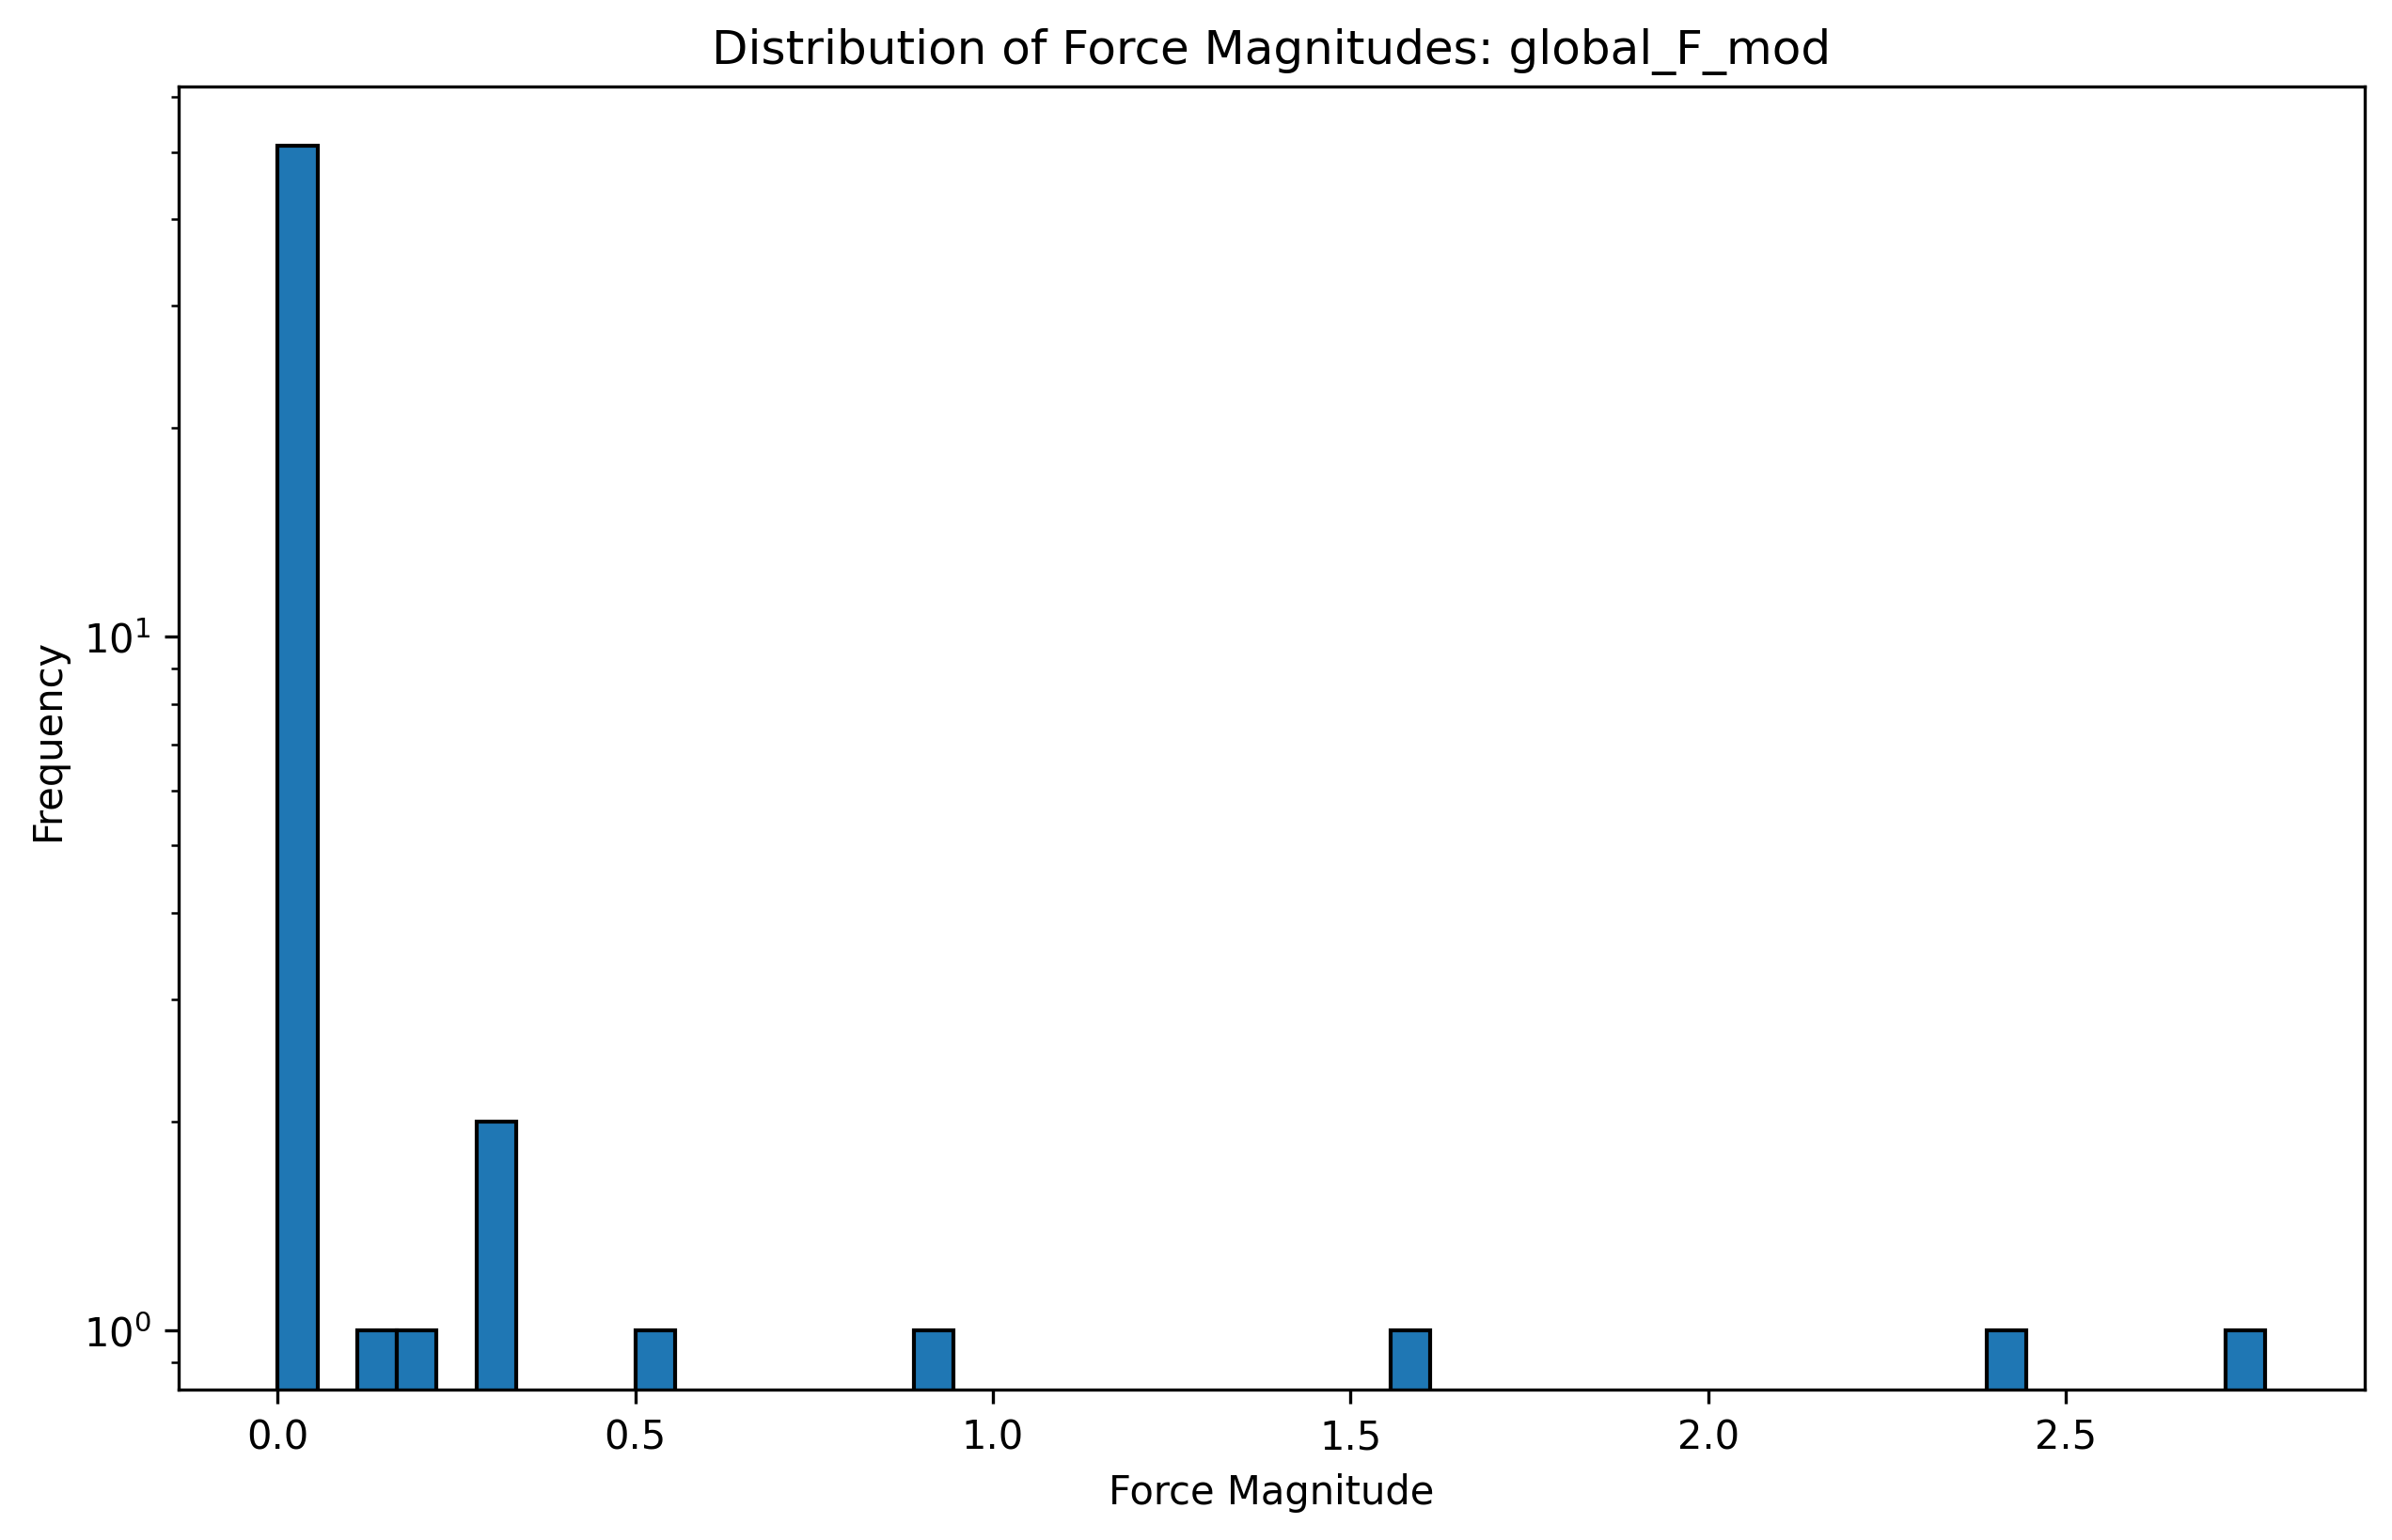 Distribution of Force Magnitudes: global_F_mod
Frequency
10¹
10⁰
0.0 0.5 1.0 1.5 2.0 2.5
Force Magnitude